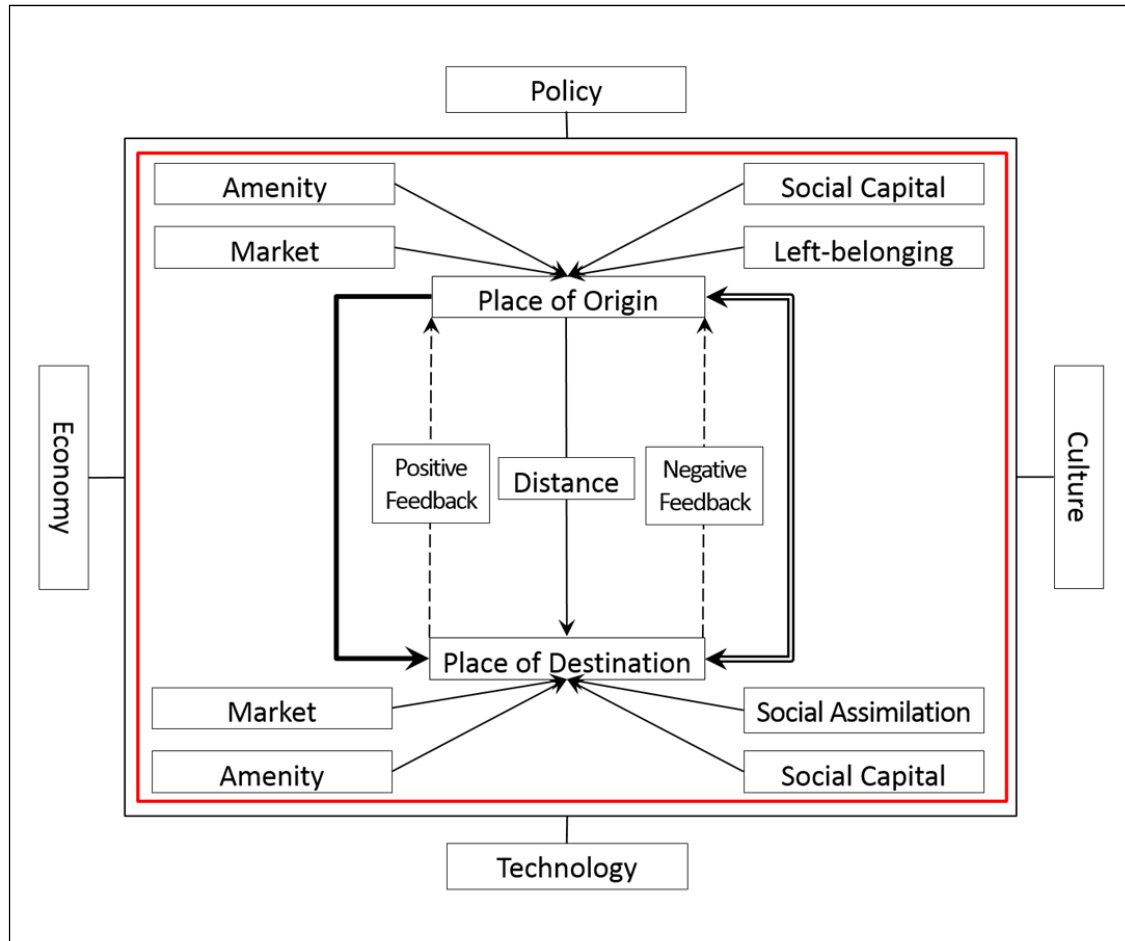 Policy
Amenity
Social Capital
Market
Left-belonging
Place of Origin
Economy
Positive
Feedback
Distance
Negative
Feedback
Culture
Place of Destination
Market
Social Assimilation
Amenity
Social Capital
Technology